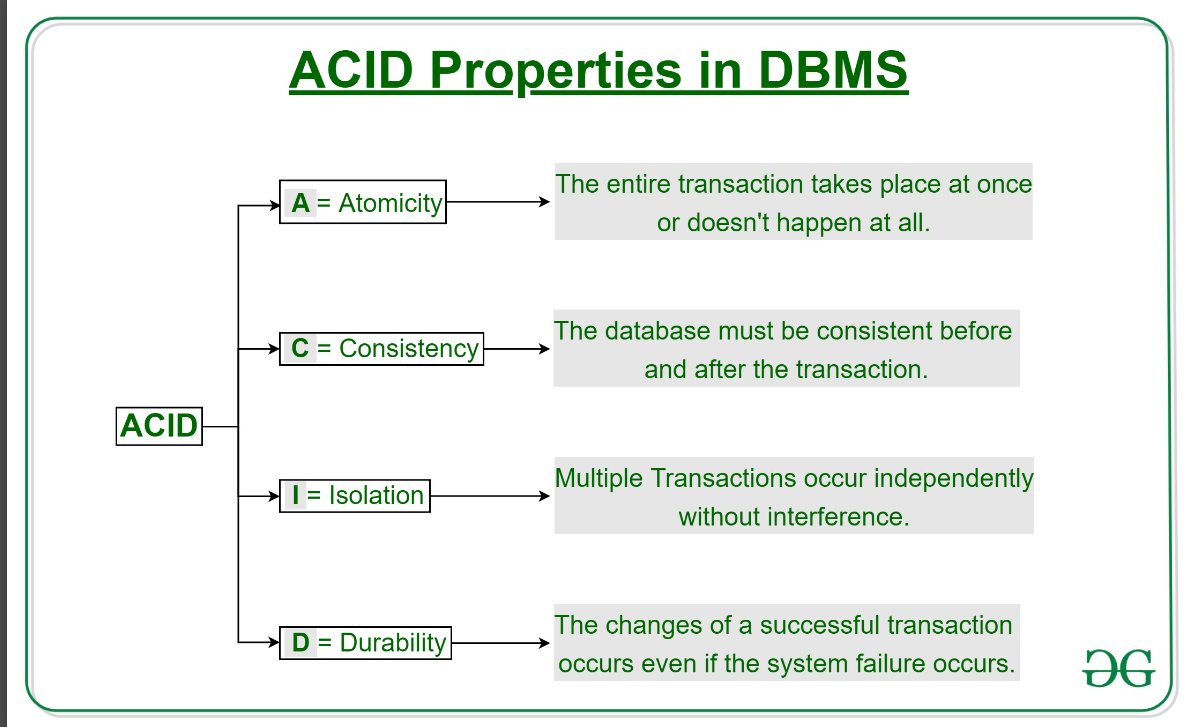 ACID Properties in DBMS
A = Atomicity
The entire transaction takes place at once
or doesn't happen at all.
C = Consistency
The database must be consistent before
and after the transaction.
ACID
I = Isolation
Multiple Transactions occur independently
without interference.
D = Durability
The changes of a successful transaction
occurs even if the system failure occurs.